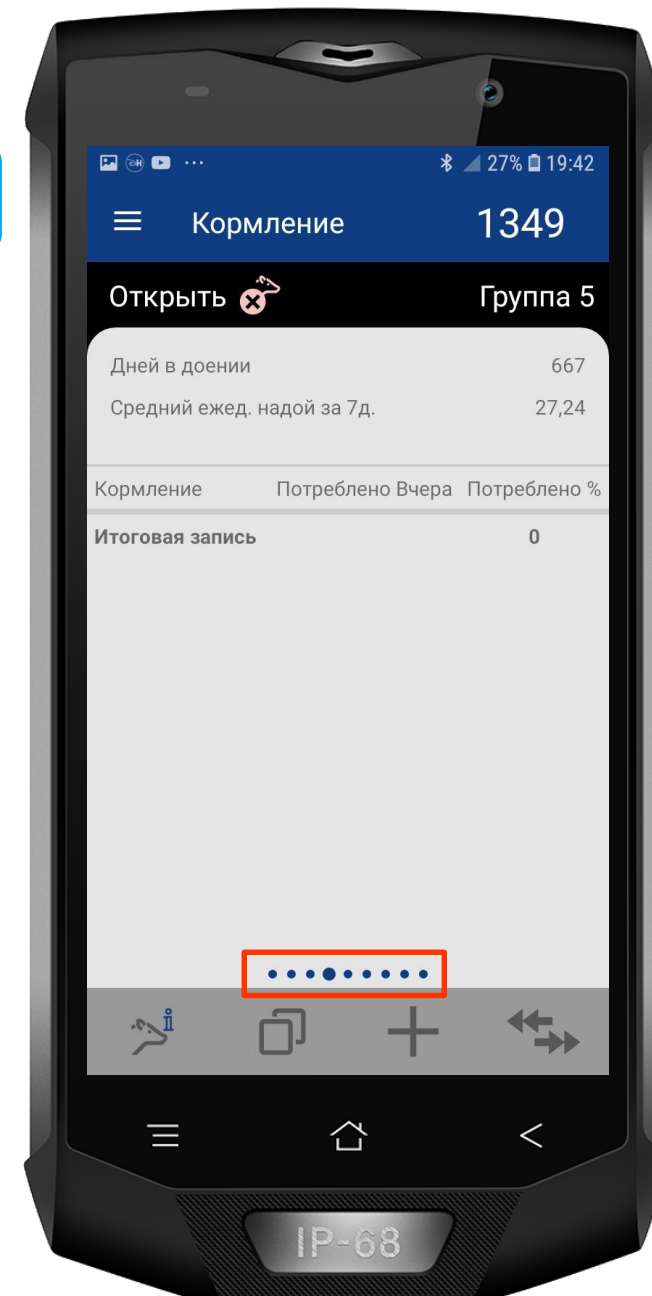 27% 19:42
Кормление 1349
Открыть Группа 5
Дней в доении 667
Средний ежед. надой за 7д. 27,24
Кормление Потреблено Вчера Потреблено %
Итоговая запись 0
IP-68